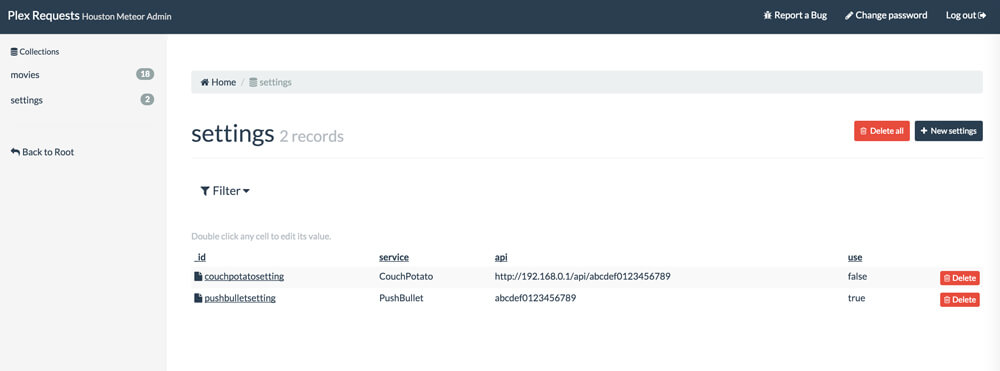 Plex Requests Houston Meteor Admin
Report a Bug
Change password
Log out
Collections
movies 18
settings 2
Back to Root
Home / settings
settings 2 records
Delete all
New settings
Filter
Double click any cell to edit its value.
_id service api use
couchpotatosetting CouchPotato http://192.168.0.1/api/abcdef0123456789 false Delete
pushbulletsetting PushBullet abcdef0123456789 true Delete